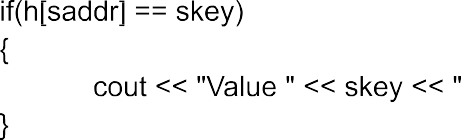 if(h[saddr] == skey)
{
cout << "Value " << skey << "
}